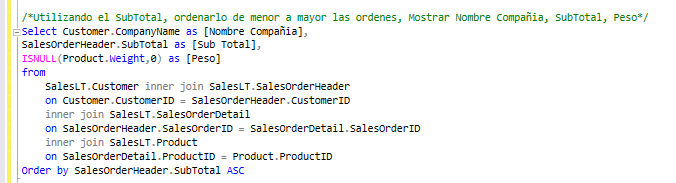 /*Utilizando el SubTotal, ordenarlo de menor a mayor las ordenes, Mostrar Nombre Compañia, SubTotal, Peso*/
Select Customer.CompanyName as [Nombre Compañia],
SalesOrderHeader.SubTotal as [Sub Total],
ISNULL(Product.Weight,0) as [Peso]
from
SalesLT.Customer inner join SalesLT.SalesOrderHeader
on Customer.CustomerID = SalesOrderHeader.CustomerID
inner join SalesLT.SalesOrderDetail
on SalesOrderHeader.SalesOrderID = SalesOrderDetail.SalesOrderID
inner join SalesLT.Product
on SalesOrderDetail.ProductID = Product.ProductID
Order by SalesOrderHeader.SubTotal ASC